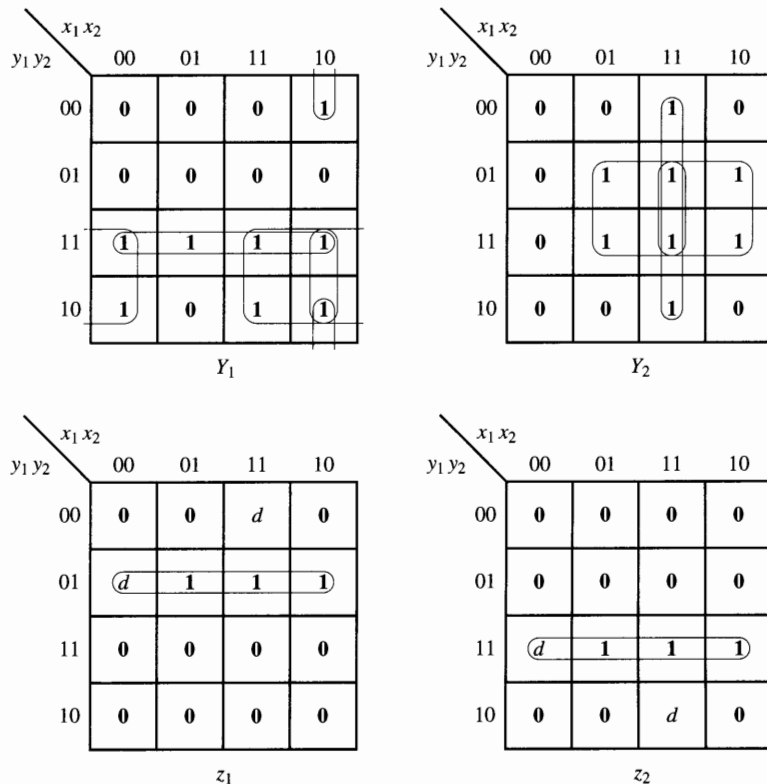 x₁ x₂
y₁ y₂ 00 01 11 10
00 0 0 0 1
01 0 0 0 0
11 1 1 1 1
10 1 0 1 1
Y₁
x₁ x₂
y₁ y₂ 00 01 11 10
00 0 0 1 0
01 0 1 1 1
11 0 1 1 1
10 0 0 1 0
Y₂
x₁ x₂
y₁ y₂ 00 01 11 10
00 0 0 d 0
01 d 1 1 1
11 0 0 0 0
10 0 0 0 0
z₁
x₁ x₂
y₁ y₂ 00 01 11 10
00 0 0 0 0
01 0 0 0 0
11 d 1 1 1
10 0 0 d 0
z₂